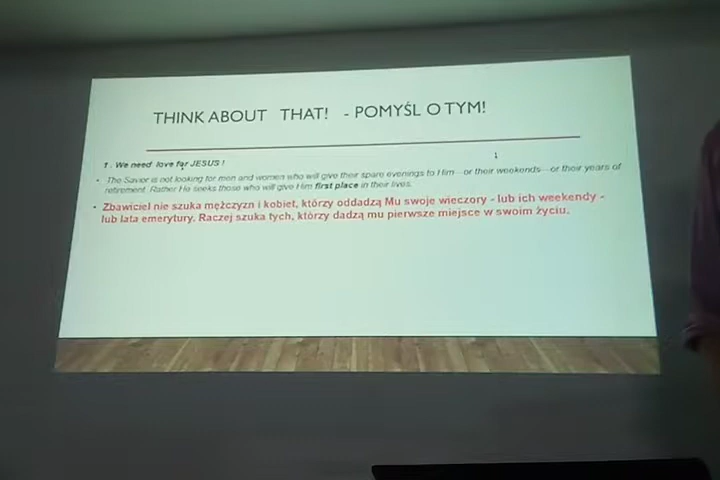 THINK ABOUT THAT! - POMYŚL O TYM!
1. We need love for JESUS !
• The Savior is not looking for men and women who will give their spare evenings to Him—or their weekends—or their years of
retirement. Rather He seeks those who will give Him first place in their lives.
• Zbawiciel nie szuka mężczyzn i kobiet, którzy oddadzą Mu swoje wieczory - lub ich weekendy -
lub lata emerytury. Raczej szuka tych, którzy dadzą mu pierwsze miejsce w swoim życiu.